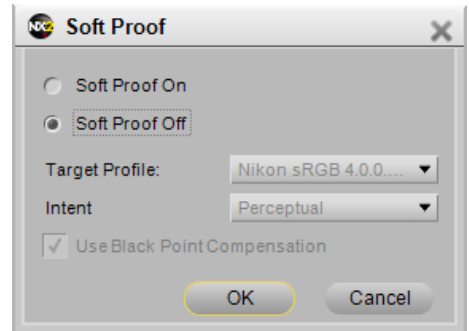 NX2 Soft Proof
Soft Proof On
Soft Proof Off
Target Profile: Nikon sRGB 4.0.0....
Intent Perceptual
Use Black Point Compensation
OK Cancel